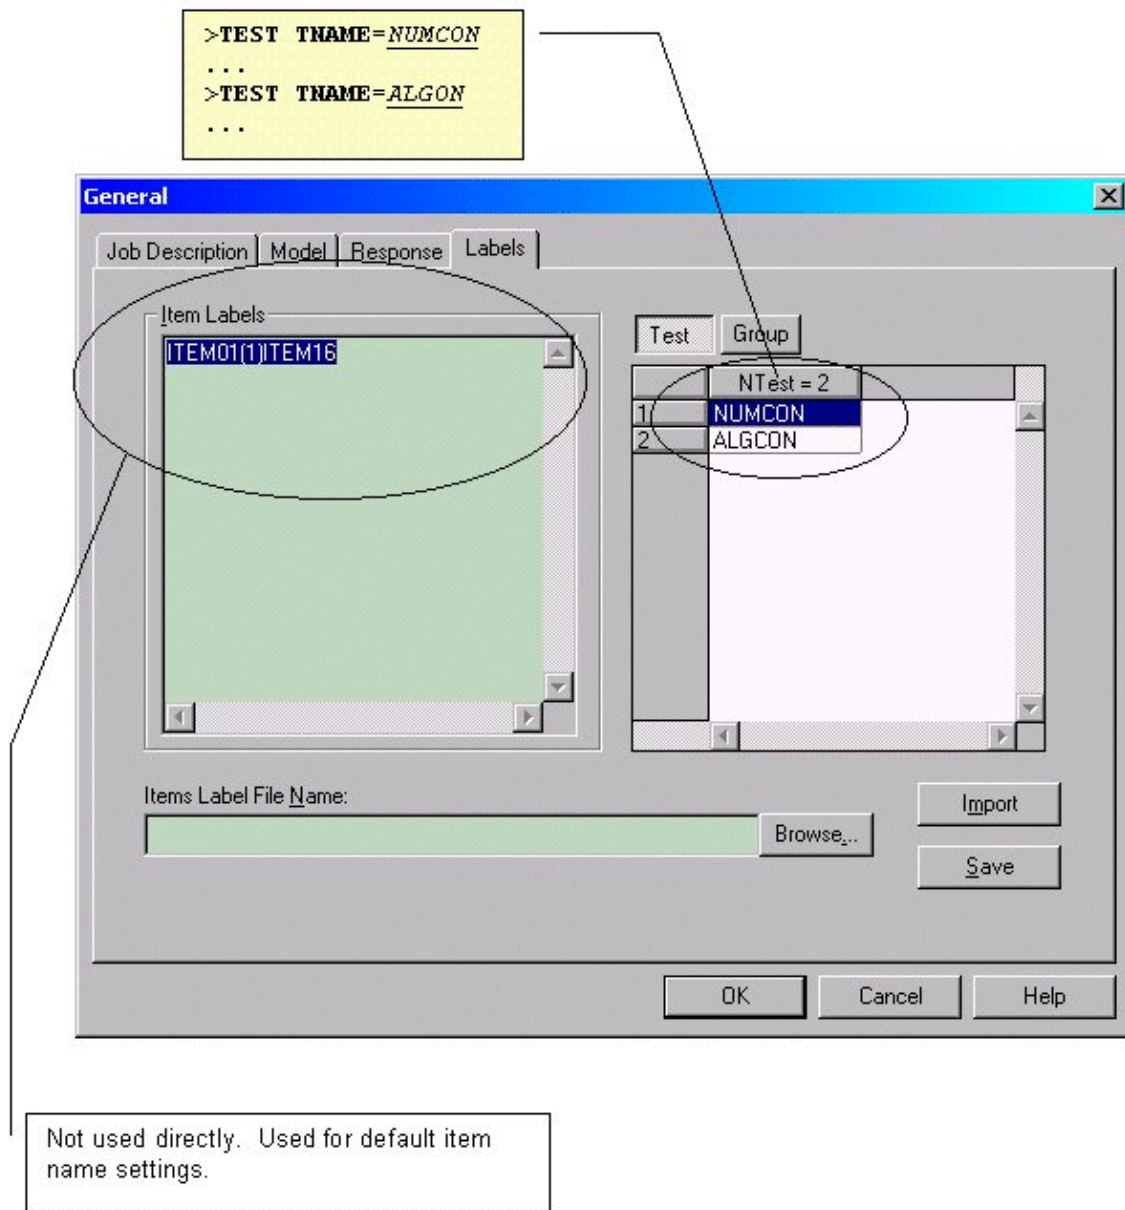 >TEST TNAME=NUMCON
...
>TEST TNAME=ALGON
...
General
Job Description Model Response Labels
Item Labels
ITEM01(1)ITEM16
Test Group
NTest = 2
1 NUMCON
2 ALGCON
Items Label File Name:
Browse...
Import
Save
OK Cancel Help
Not used directly. Used for default item
name settings.